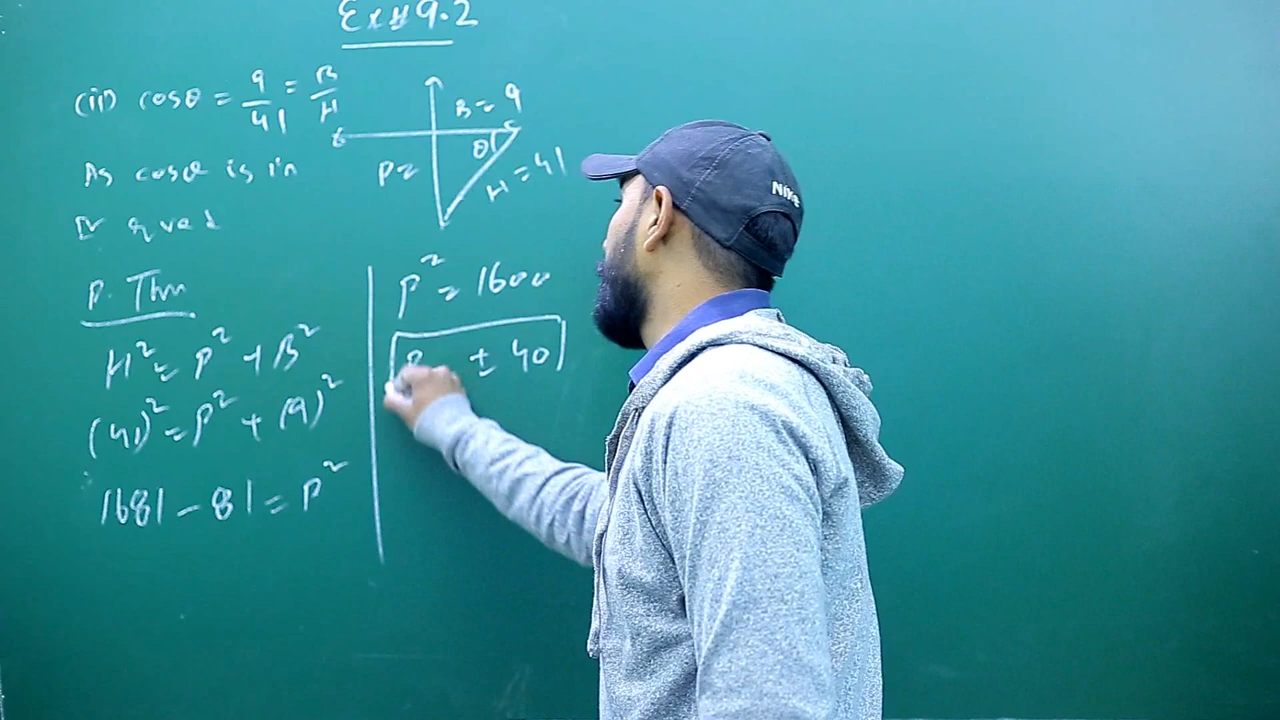 Ex#9.2
(ii) cosθ = 9/41 = B/H
B = 9
θ
P =
H = 41
As cosθ is in
IV quad
P. Thm
H² = P² + B²
(41)² = P² + (9)²
1681 - 81 = P²
P² = 1600
± 40
NIKE